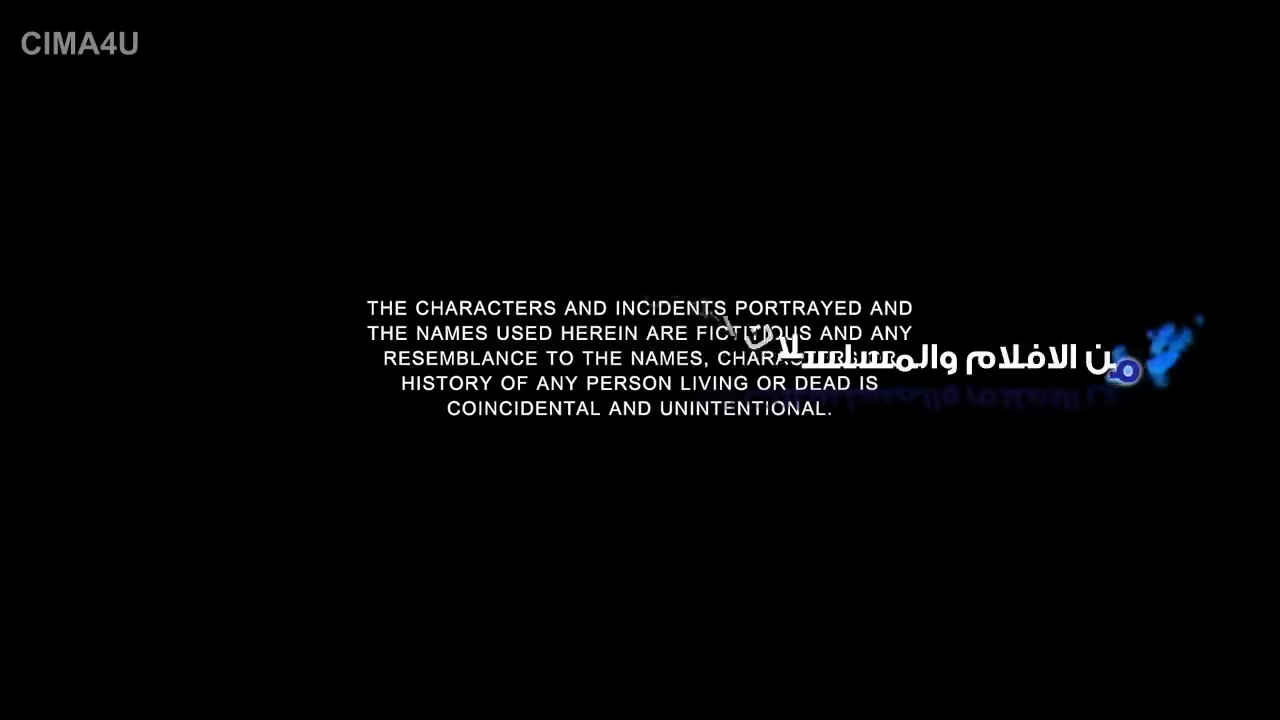 CIMA4U
THE CHARACTERS AND INCIDENTS PORTRAYED AND
THE NAMES USED HEREIN ARE FICTITIOUS AND ANY
RESEMBLANCE TO THE NAMES, CHARACTERS OR
HISTORY OF ANY PERSON LIVING OR DEAD IS
COINCIDENTAL AND UNINTENTIONAL.
من الافلام والمسلسلات